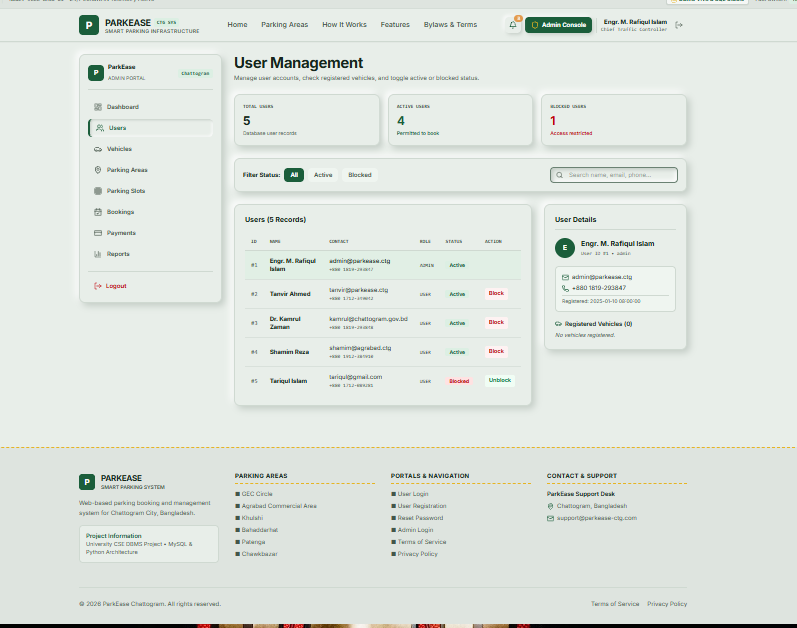 P PARKEASE CTG SPS
SMART PARKING INFRASTRUCTURE
Home Parking Areas How It Works Features Bylaws & Terms
Admin Console
Engr. M. Rafiqul Islam
Chief Traffic Controller
P ParkEase
ADMIN PORTAL
Chattogram
Dashboard
Users
Vehicles
Parking Areas
Parking Slots
Bookings
Payments
Reports
Logout
User Management
Manage user accounts, check registered vehicles, and toggle active or blocked status.
TOTAL USERS
5
Database user records
ACTIVE USERS
4
Permitted to book
BLOCKED USERS
1
Access restricted
Filter Status: All Active Blocked
Search name, email, phone...
Users (5 Records)
ID NAME CONTACT ROLE STATUS ACTION
#1 Engr. M. Rafiqul Islam admin@parkease.ctg ADMIN Active
#2 Tanvir Ahmed tanvir@parkease.ctg USER Active Block
#3 Dr. Kamrul Zaman kamrul@chattogram.gov.bd USER Active Block
#4 Shamim Reza shamim@agrabad.ctg USER Active Block
#5 Tariqul Islam tariqul@gmail.com USER Blocked Unblock
User Details
E Engr. M. Rafiqul Islam
User ID #1 • admin
admin@parkease.ctg
+880 1819-293847
Registered: 2025-01-10 08:00:00
Registered Vehicles (0)
No vehicles registered.
P PARKEASE
SMART PARKING SYSTEM
Web-based parking booking and management
system for Chattogram City, Bangladesh.
Project Information
University CSE DBMS Project • MySQL &
Python Architecture
PARKING AREAS
GEC Circle
Agrabad Commercial Area
Khulshi
Bahaddarhat
Patenga
Chawkbazar
PORTALS & NAVIGATION
User Login
User Registration
Reset Password
Admin Login
Terms of Service
Privacy Policy
CONTACT & SUPPORT
ParkEase Support Desk
Chattogram, Bangladesh
support@parkease-ctg.com
© 2026 ParkEase Chattogram. All rights reserved.
Terms of Service Privacy Policy